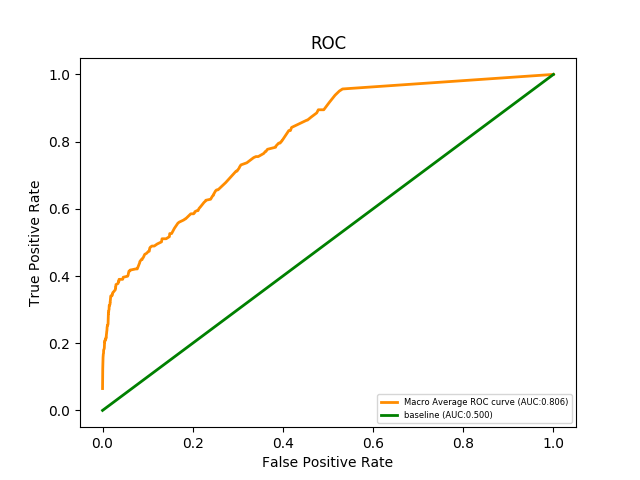 ROC
True Positive Rate
1.0
0.8
0.6
0.4
0.2
0.0
Macro Average ROC curve (AUC:0.806)
baseline (AUC:0.500)
0.0 0.2 0.4 0.6 0.8 1.0
False Positive Rate